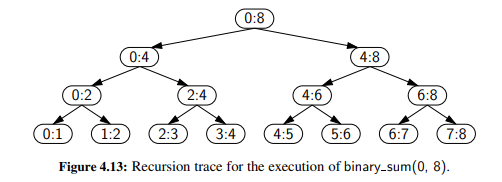 0:8
0:4 4:8
0:2 2:4 4:6 6:8
0:1 1:2 2:3 3:4 4:5 5:6 6:7 7:8
Figure 4.13: Recursion trace for the execution of binary_sum(0, 8).